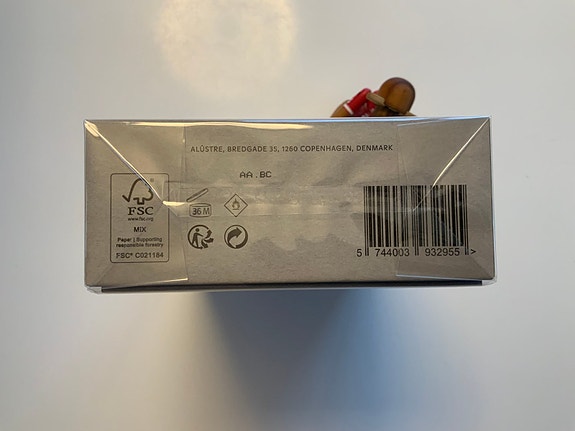 ALÛSTRE, BREDGADE 35, 1260 COPENHAGEN, DENMARK
AA.BC
FSC
www.fsc.org
MIX
Paper | Supporting
responsible forestry
FSC® C021184
36 M
5 744003 932955 >